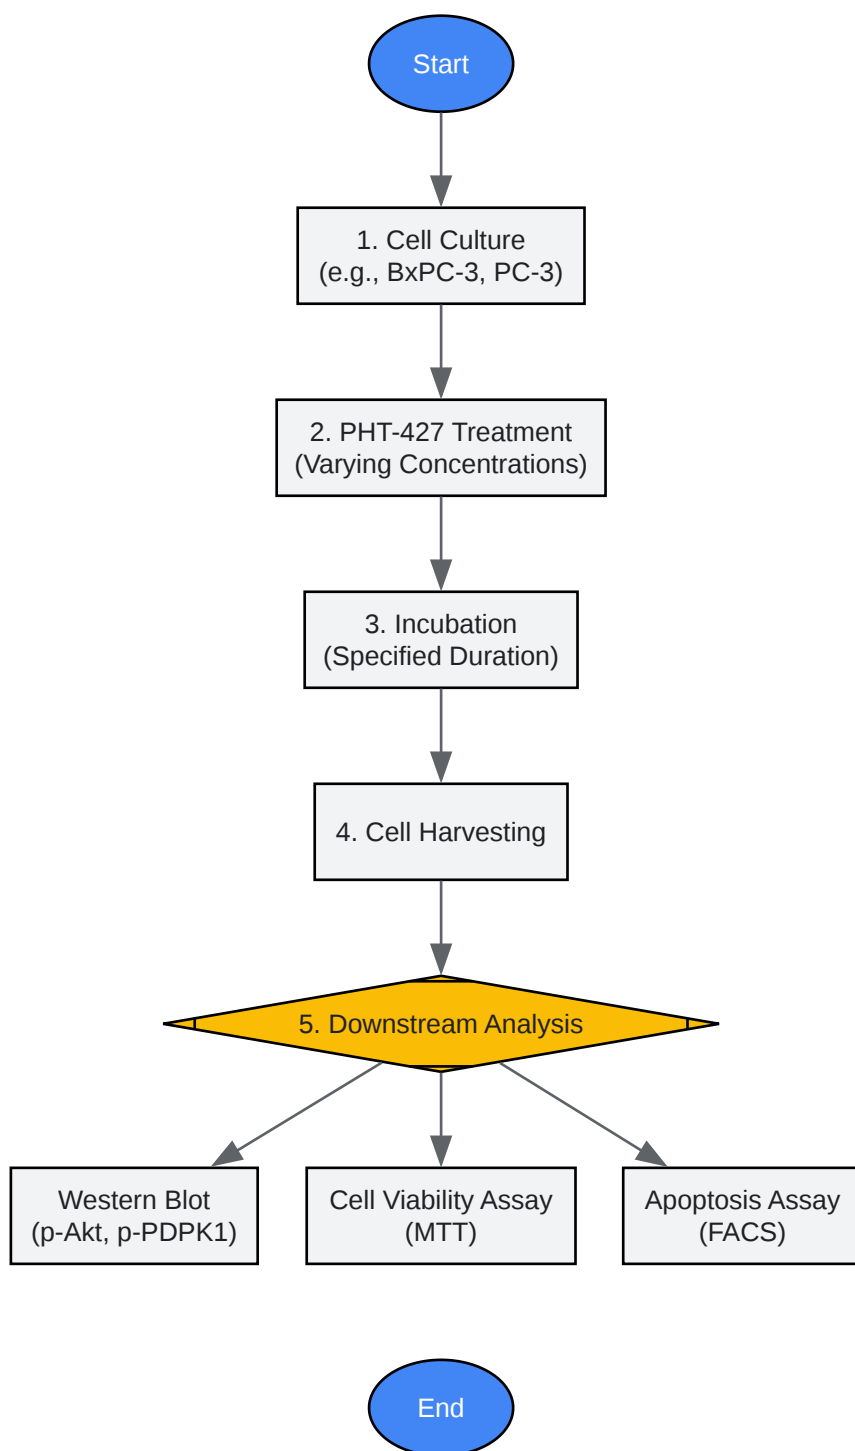 Start
1. Cell Culture
(e.g., BxPC-3, PC-3)
2. PHT-427 Treatment
(Varying Concentrations)
3. Incubation
(Specified Duration)
4. Cell Harvesting
5. Downstream Analysis
Western Blot
(p-Akt, p-PDPK1)
Cell Viability Assay
(MTT)
Apoptosis Assay
(FACS)
End